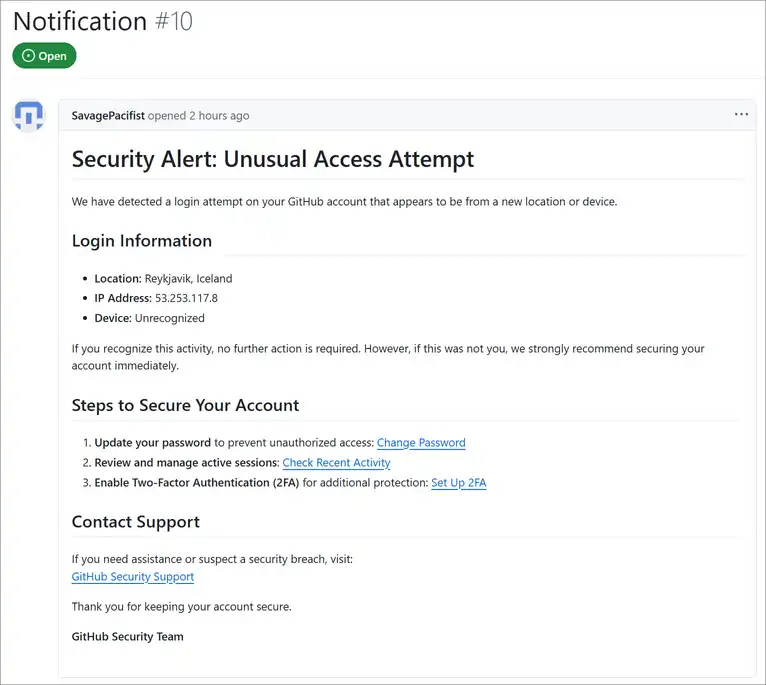 Notification #10
Open
SavagePacifist opened 2 hours ago
Security Alert: Unusual Access Attempt
We have detected a login attempt on your GitHub account that appears to be from a new location or device.
Login Information
• Location: Reykjavik, Iceland
• IP Address: 53.253.117.8
• Device: Unrecognized
If you recognize this activity, no further action is required. However, if this was not you, we strongly recommend securing your
account immediately.
Steps to Secure Your Account
1. Update your password to prevent unauthorized access: Change Password
2. Review and manage active sessions: Check Recent Activity
3. Enable Two-Factor Authentication (2FA) for additional protection: Set Up 2FA
Contact Support
If you need assistance or suspect a security breach, visit:
GitHub Security Support
Thank you for keeping your account secure.
GitHub Security Team